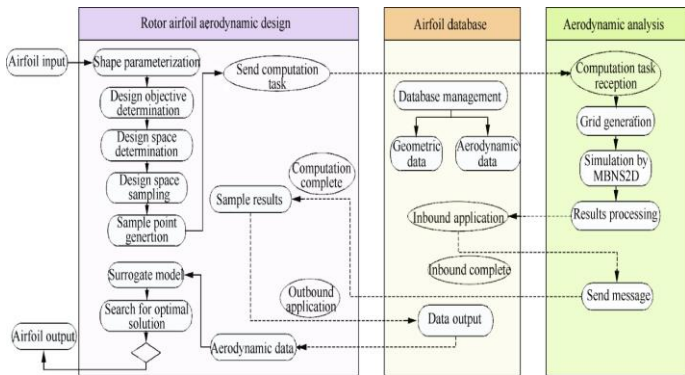 Rotor airfoil aerodynamic design
Airfoil database
Aerodynamic analysis
Airfoil input
Shape parameterization
Design objective
determination
Design space
determination
Design space
sampling
Sample point
genertion
Surrogate model
Search for optimal
solution
Airfoil output
Send computation
task
Computation
complete
Sample results
Outbound
application
Aerodynamic data
Database management
Geometric
data
Aerodynamic
data
Inbound application
Inbound complete
Data output
Computation task
reception
Grid generation
Simulation by
MBNS2D
Results processing
Send message